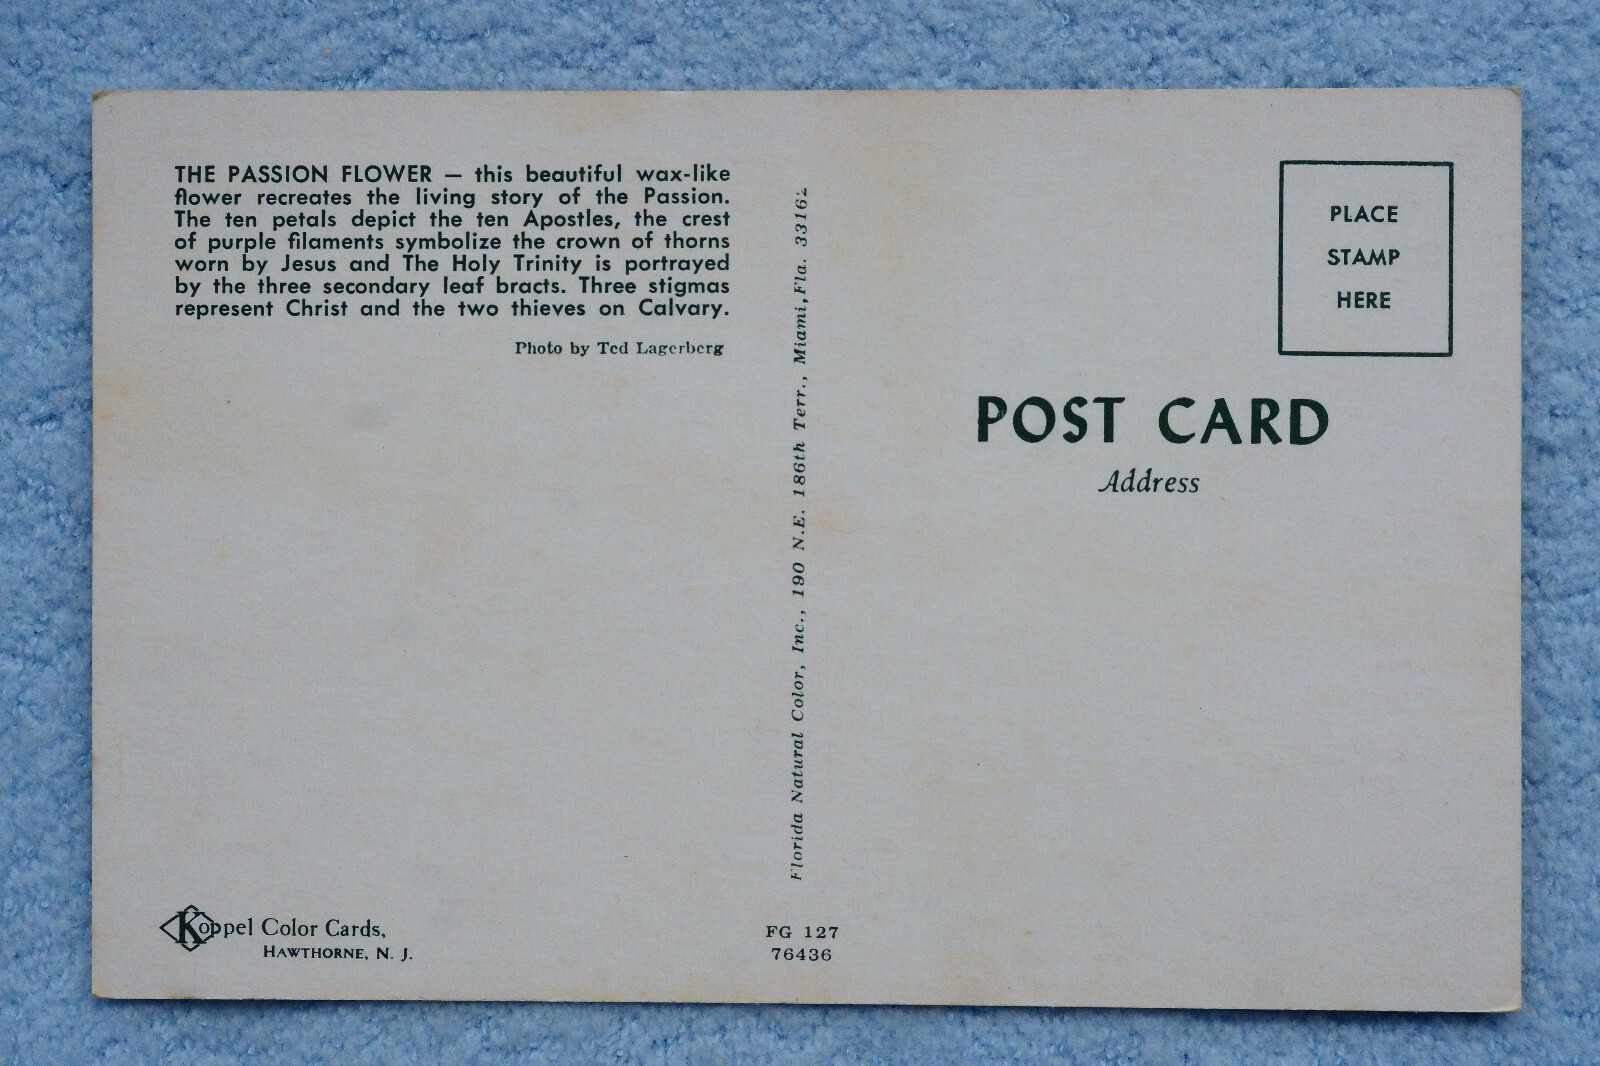 THE PASSION FLOWER — this beautiful wax-like
flower recreates the living story of the Passion.
The ten petals depict the ten Apostles, the crest
of purple filaments symbolize the crown of thorns
worn by Jesus and The Holy Trinity is portrayed
by the three secondary leaf bracts. Three stigmas
represent Christ and the two thieves on Calvary.
Photo by Ted Lagerberg
Koppel Color Cards,
HAWTHORNE, N. J.
Florida Natural Color, Inc., 190 N.E. 186th Terr., Miami, Fla. 33162
FG 127
76436
PLACE
STAMP
HERE
POST CARD
Address